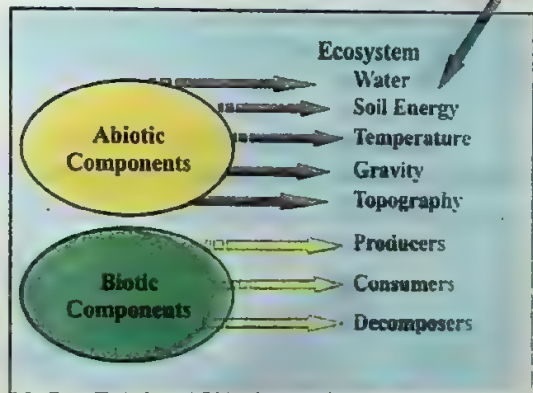 Ecosystem
Water
Soil Energy
Temperature
Gravity
Topography
Abiotic
Components
Producers
Consumers
Decomposers
Biotic
Components